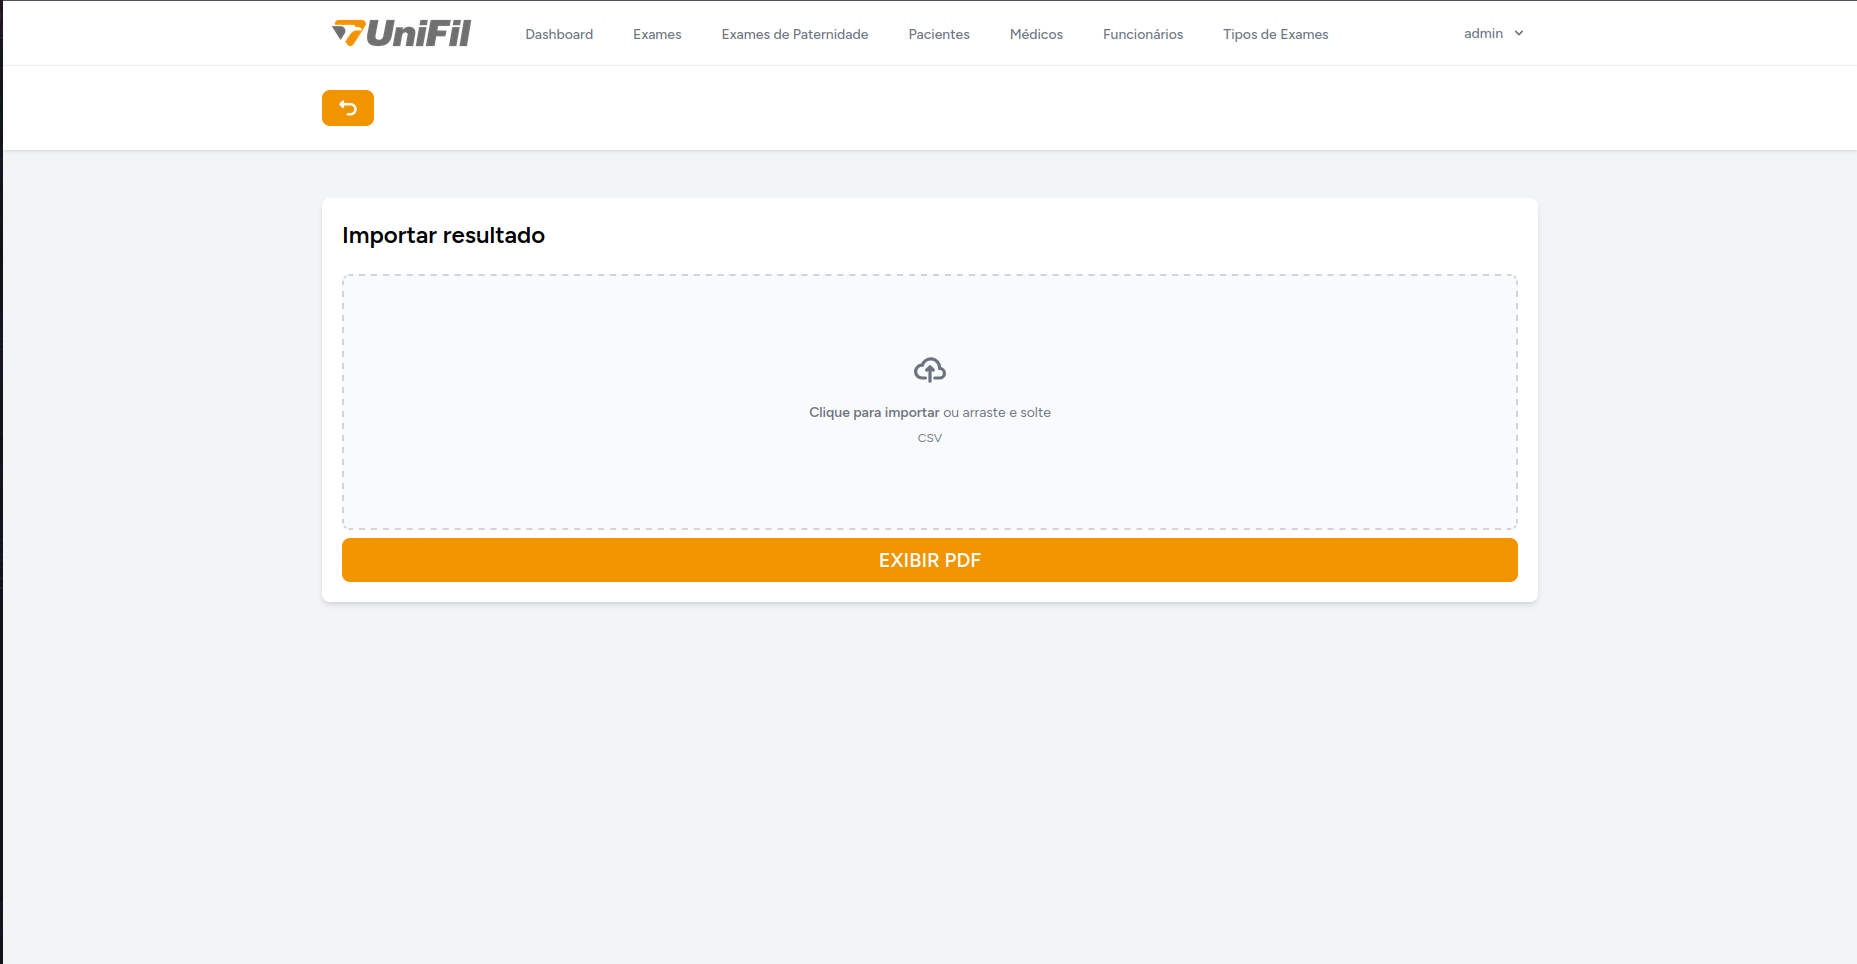 UniFil
Dashboard
Exames
Exames de Paternidade
Pacientes
Médicos
Funcionários
Tipos de Exames
admin
Importar resultado
Clique para importar ou arraste e solte
CSV
EXIBIR PDF